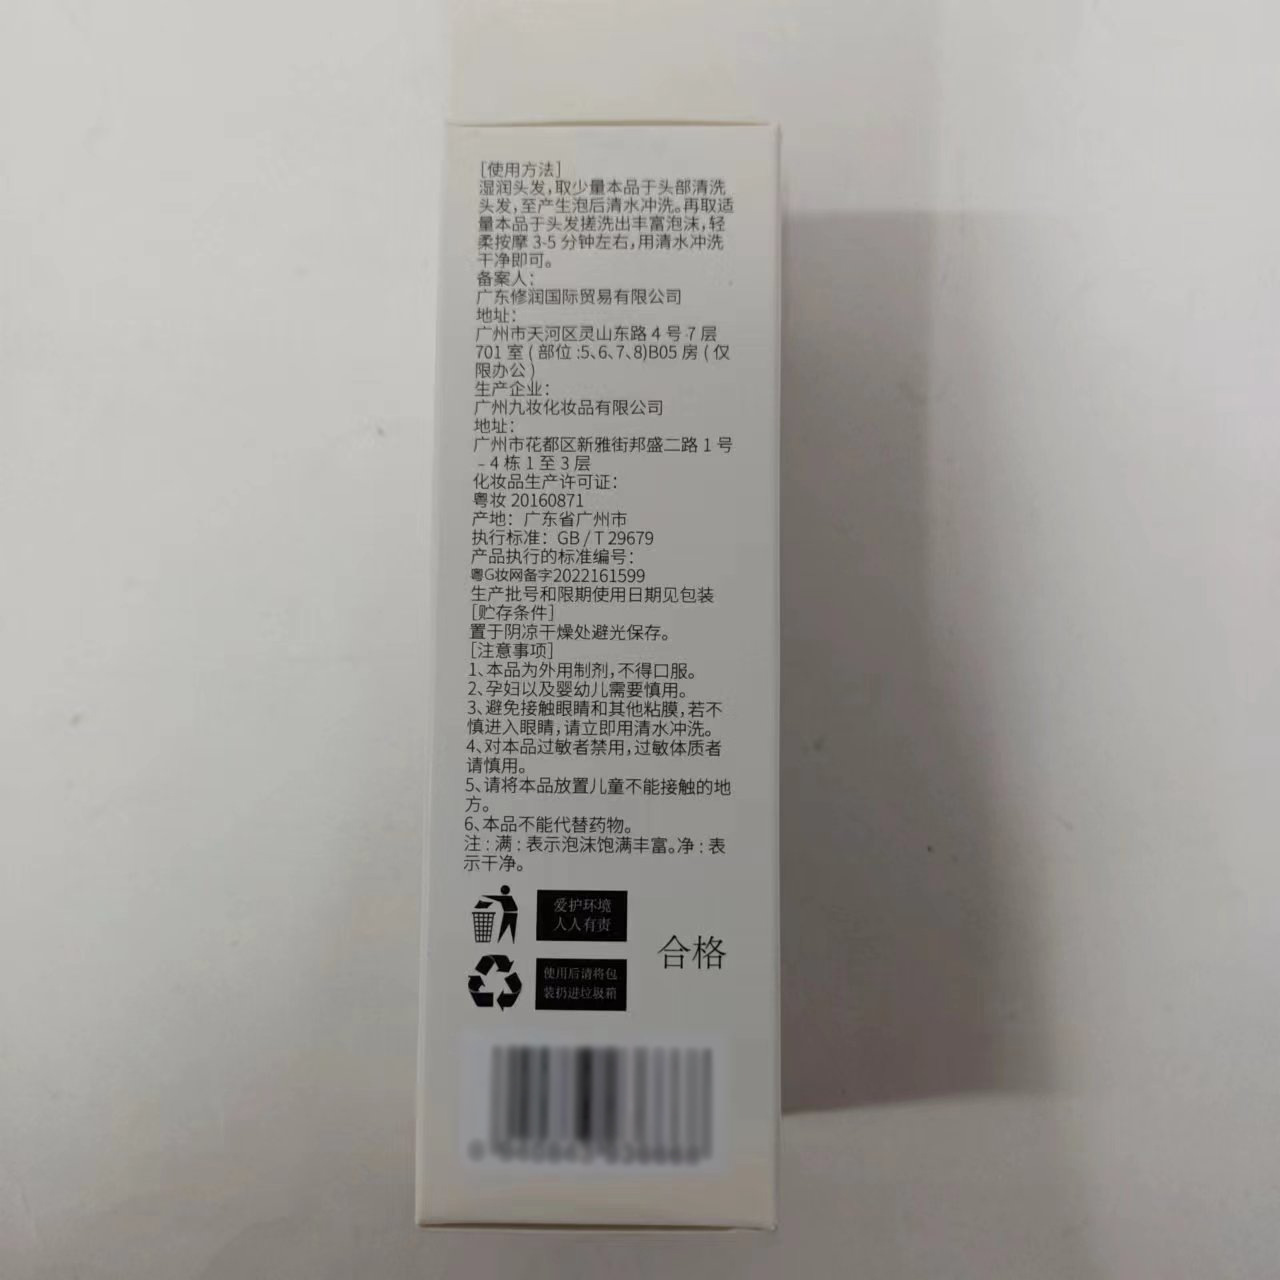 [使用方法]
湿润头发,取少量本品于头部清洗
头发,至产生泡后清水冲洗。再取适
量本品于头发搓洗出丰富泡沫,轻
柔按摩 3-5 分钟左右,用清水冲洗
干净即可。
备案人:
广东修润国际贸易有限公司
地址:
广州市天河区灵山东路 4 号 7 层
701 室 ( 部位 :5、6、7、8)B05 房 ( 仅
限办公 )
生产企业:
广州九妆化妆品有限公司
地址:
广州市花都区新雅街邦盛二路 1 号
- 4 栋 1 至 3 层
化妆品生产许可证:
粤妆 20160871
产地: 广东省广州市
执行标准: GB / T 29679
产品执行的标准编号:
粤G妆网备字2022161599
生产批号和限期使用日期见包装
[贮存条件]
置于阴凉干燥处避光保存。
[注意事项]
1、本品为外用制剂,不得口服。
2、孕妇以及婴幼儿需要慎用。
3、避免接触眼睛和其他粘膜,若不
慎进入眼睛,请立即用清水冲洗。
4、对本品过敏者禁用,过敏体质者
请慎用。
5、请将本品放置儿童不能接触的地
方。
6、本品不能代替药物。
注 : 满 : 表示泡沫饱满丰富。净 : 表
示干净。
爱护环境
人人有责
合格
使用后请将包
装扔进垃圾箱